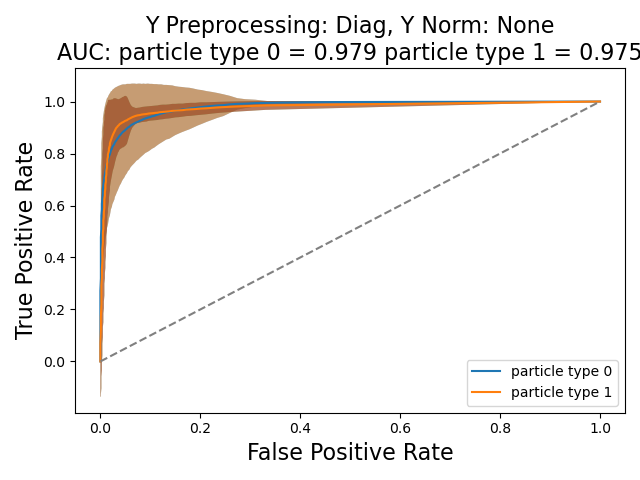 Y Preprocessing: Diag, Y Norm: None
AUC: particle type 0 = 0.979 particle type 1 = 0.975
True Positive Rate
1.0
0.8
0.6
0.4
0.2
0.0
particle type 0
particle type 1
0.0 0.2 0.4 0.6 0.8 1.0
False Positive Rate